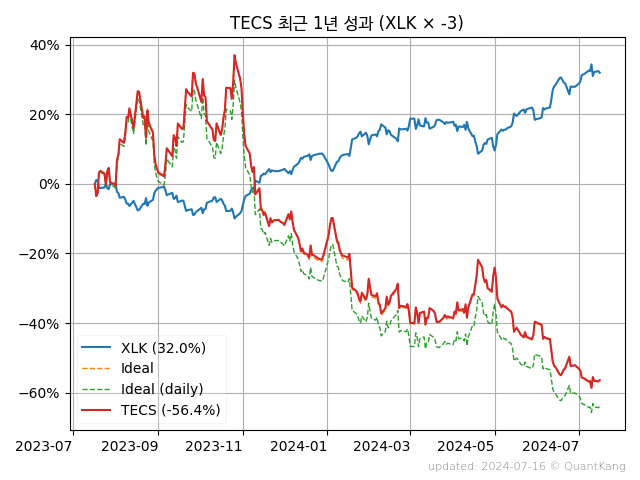 TECS 최근 1년 성과 (XLK × -3)
40%
20%
0%
−20%
−40%
−60%
XLK (32.0%)
Ideal
Ideal (daily)
TECS (-56.4%)
2023-07 2023-09 2023-11 2024-01 2024-03 2024-05 2024-07
updated: 2024-07-16 © QuantKang